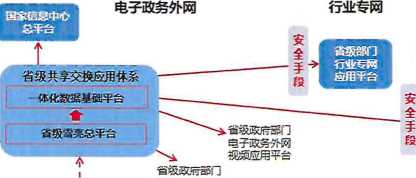 国家信息中心
总平台
电子政务外网
行业专网
安全手段
省级部门
行业专网
应用平台
省级共享交换应用体系
一体化数据基础平台
省级雪亮总平台
省级政府部门
电子政务外网
视频应用平台
省级政府部门
安全手段